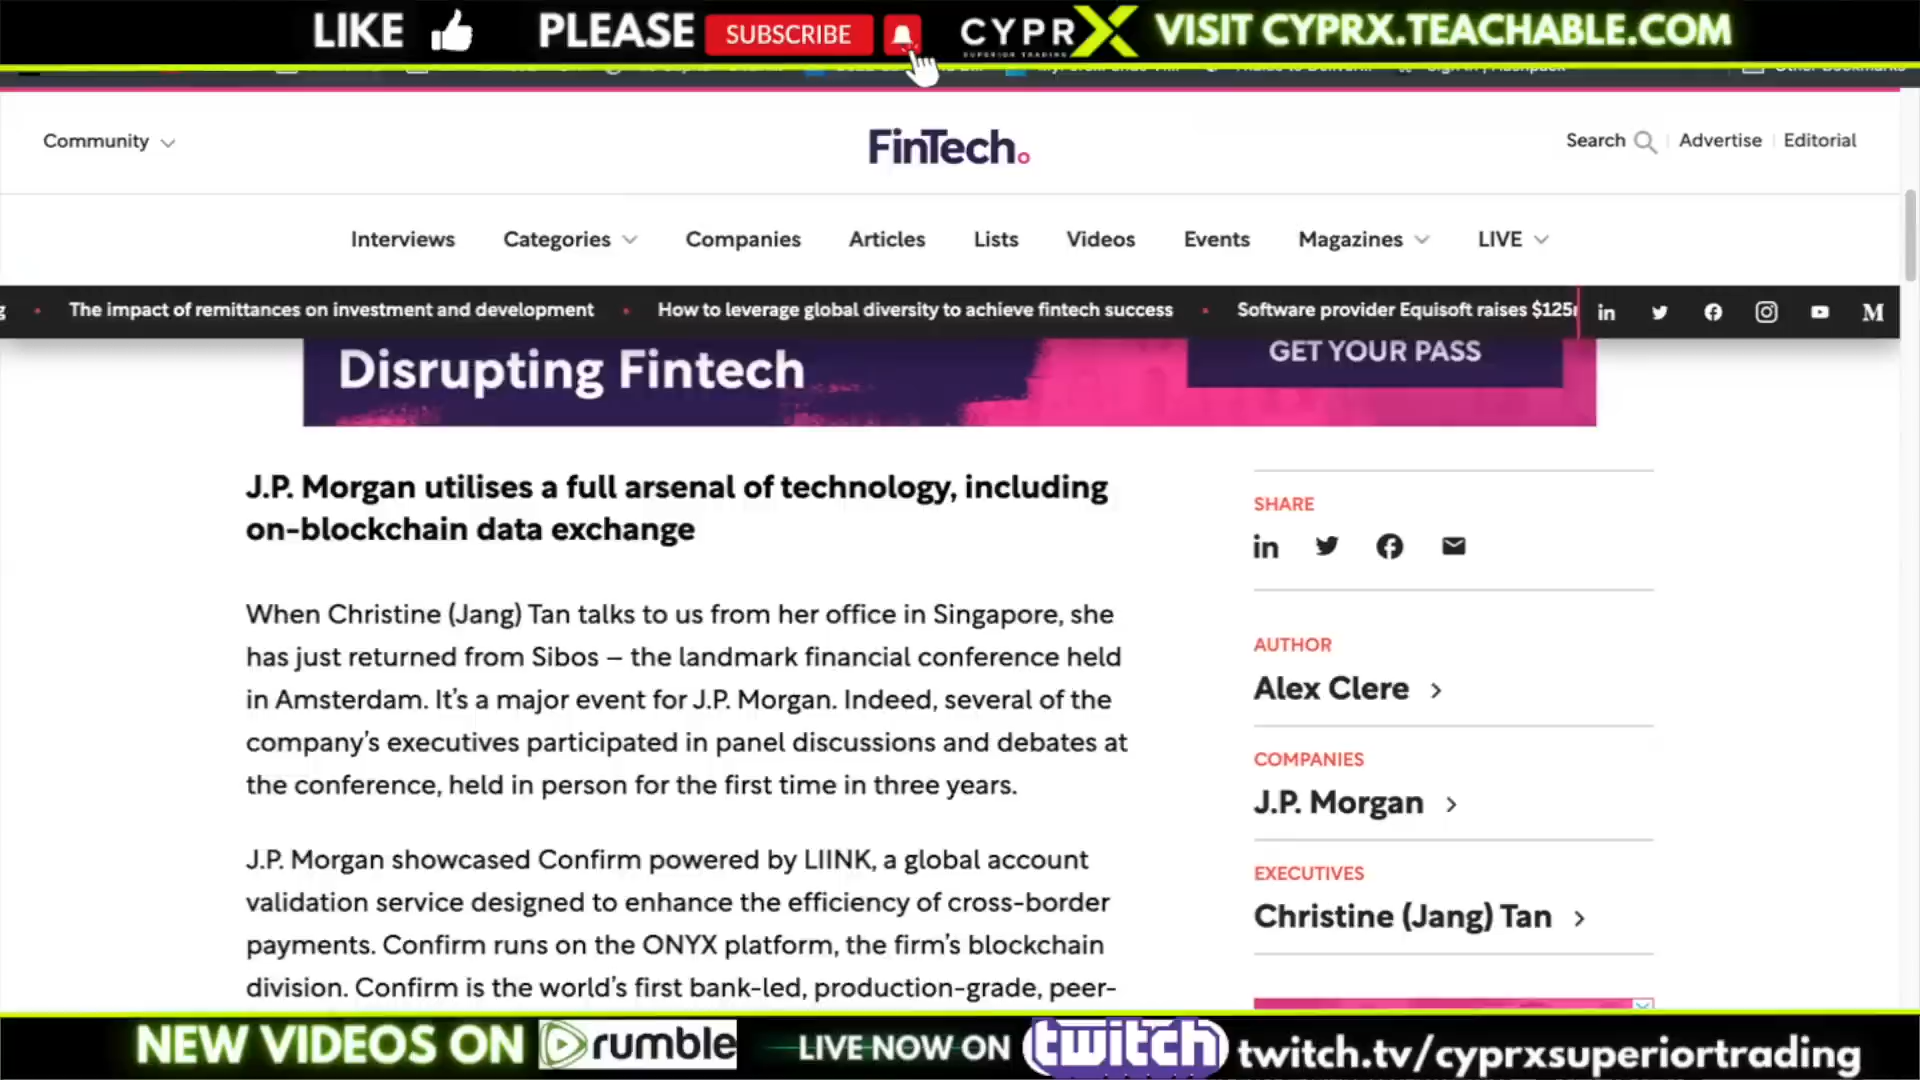 LIKE PLEASE SUBSCRIBE CYPRX SUPERIOR TRADING VISIT CYPRX.TEACHABLE.COM
Community FinTech. Search Advertise Editorial
Interviews Categories Companies Articles Lists Videos Events Magazines LIVE
g • The impact of remittances on investment and development • How to leverage global diversity to achieve fintech success • Software provider Equisoft raises $125
Disrupting Fintech
GET YOUR PASS
J.P. Morgan utilises a full arsenal of technology, including
on-blockchain data exchange
When Christine (Jang) Tan talks to us from her office in Singapore, she
has just returned from Sibos – the landmark financial conference held
in Amsterdam. It's a major event for J.P. Morgan. Indeed, several of the
company's executives participated in panel discussions and debates at
the conference, held in person for the first time in three years.
J.P. Morgan showcased Confirm powered by LIINK, a global account
validation service designed to enhance the efficiency of cross-border
payments. Confirm runs on the ONYX platform, the firm's blockchain
division. Confirm is the world's first bank-led, production-grade, peer-
SHARE
AUTHOR
Alex Clere
COMPANIES
J.P. Morgan
EXECUTIVES
Christine (Jang) Tan
NEW VIDEOS ON rumble LIVE NOW ON twitch twitch.tv/cyprxsuperiortrading